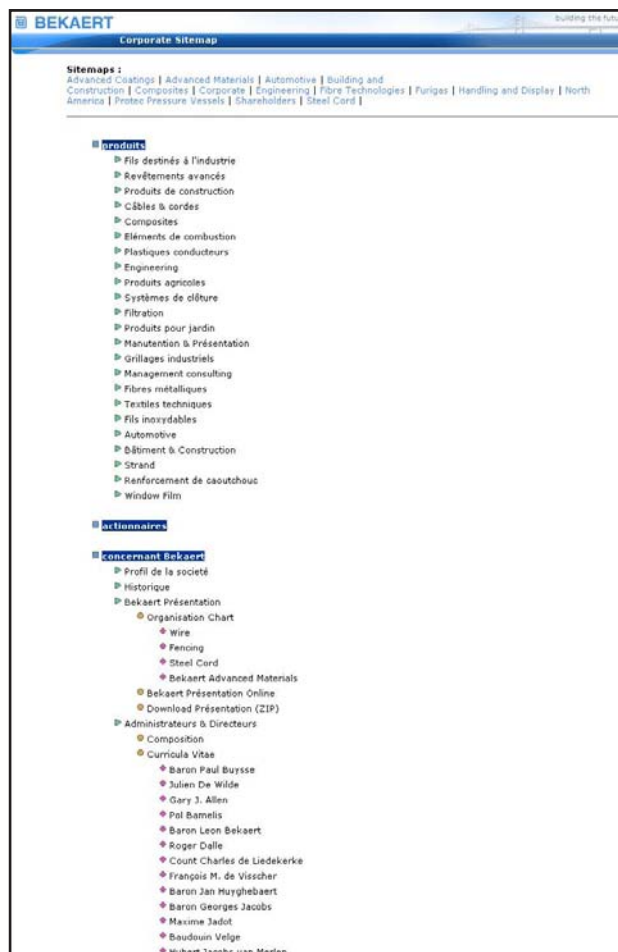 BEKAERT
building the futu
Corporate Sitemap
Sitemaps :
Advanced Coatings | Advanced Materials | Automotive | Building and
Construction | Composites | Corporate | Engineering | Fibre Technologies | Furigas | Handling and Display | North
America | Protec Pressure Vessels | Shareholders | Steel Cord |
produits
Fils destinés à l'industrie
Revêtements avancés
Produits de construction
Câbles & cordes
Composites
Eléments de combustion
Plastiques conducteurs
Engineering
Produits agricoles
Systèmes de clôture
Filtration
Produits pour jardin
Manutention & Présentation
Grillages industriels
Management consulting
Fibres métalliques
Textiles techniques
Fils inoxydables
Automotive
Bâtiment & Construction
Strand
Renforcement de caoutchouc
Window Film
actionnaires
concernant Bekaert
Profil de la societé
Historique
Bekaert Présentation
Organisation Chart
Wire
Fencing
Steel Cord
Bekaert Advanced Materials
Bekaert Présentation Online
Download Présentation (ZIP)
Administrateurs & Directeurs
Composition
Curricula Vitae
Baron Paul Buysse
Julien De Wilde
Gary J. Allen
Pol Bamelis
Baron Leon Bekaert
Roger Dalle
Count Charles de Liedekerke
François M. de Visscher
Baron Jan Huyghebaert
Baron Georges Jacobs
Maxime Jadot
Baudouin Velge
Hubert Jacobs van Merlen